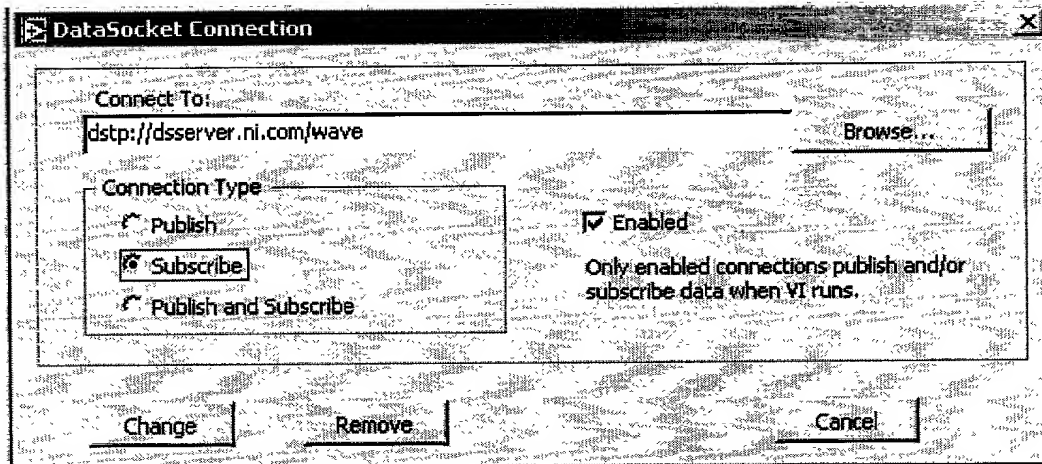 DataSocket Connection
Connect To:
dstp://dsserver.ni.com/wave
Browse...
Connection Type
Publish
Subscribe
Publish and Subscribe
Enabled
Only enabled connections publish and/or
subscribe data when VI runs.
Change
Remove
Cancel